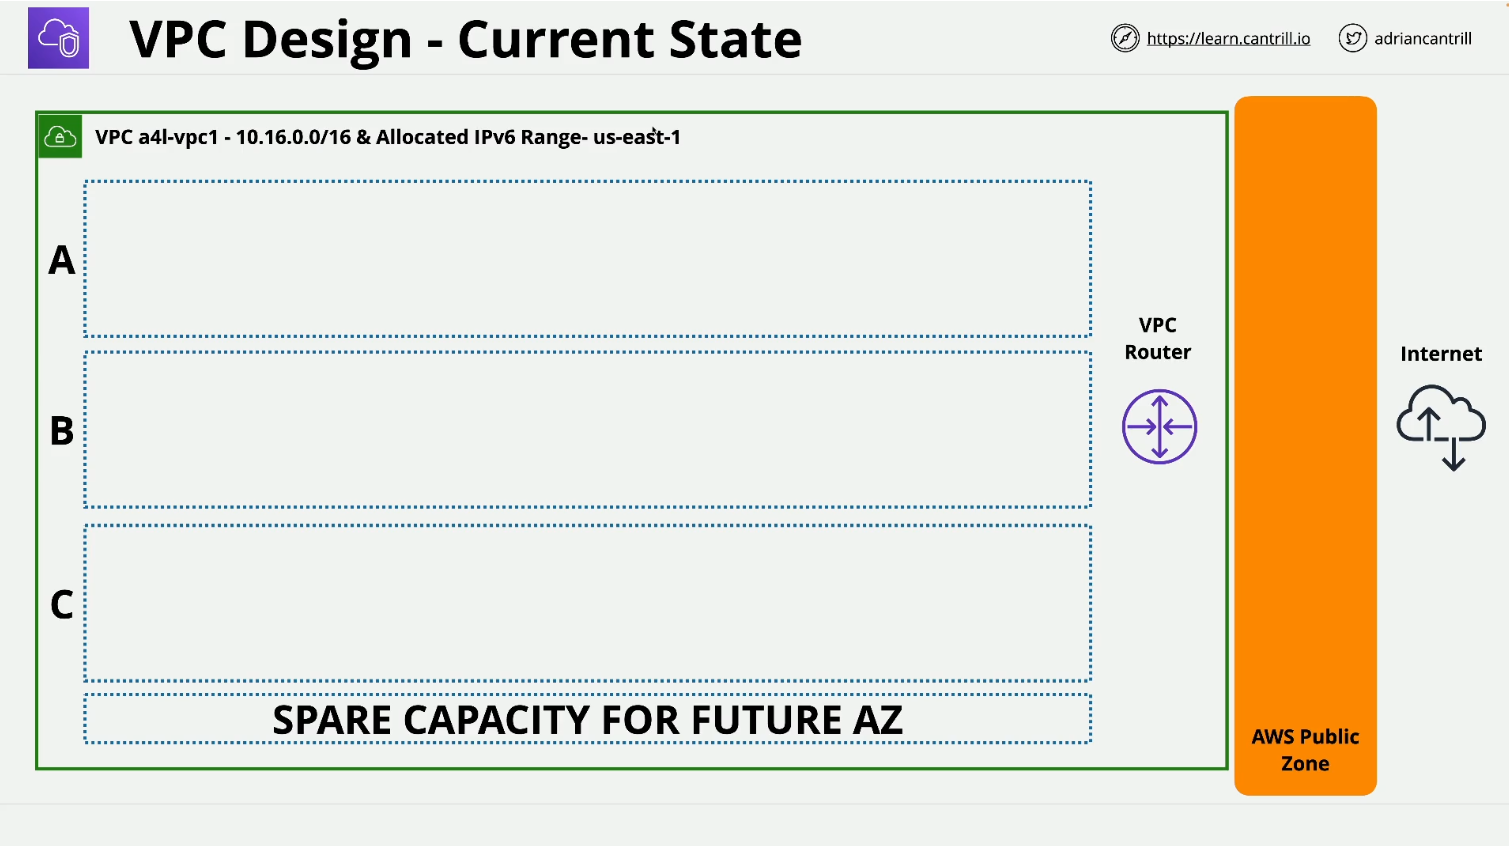 VPC Design - Current State
https://learn.cantrill.io
adriancantrill
VPC a4l-vpc1 - 10.16.0.0/16 & Allocated IPv6 Range- us-east-1
A
B
C
VPC
Router
Internet
SPARE CAPACITY FOR FUTURE AZ
AWS Public
Zone